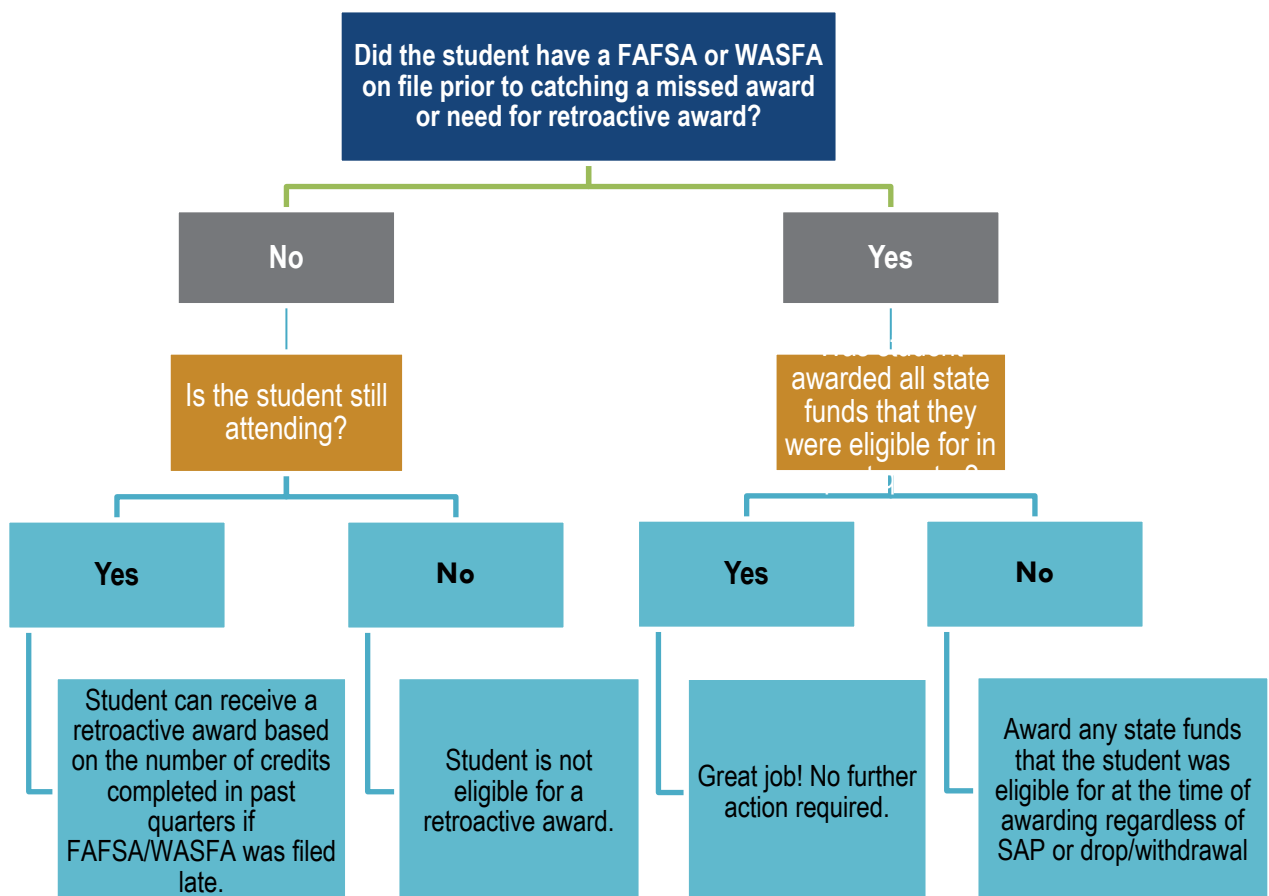 Did the student have a FAFSA or WASFA
on file prior to catching a missed award
or need for retroactive award?
No
Yes
Is the student still
attending?
student
awarded all state
funds that they
were eligible for in
Yes
No
Yes
No
Student can receive a
retroactive award based
on the number of credits
completed in past
quarters if
FAFSA/WASFA was filed
late.
Student is not
eligible for a
retroactive award.
Great job! No further
action required.
Award any state funds
that the student was
eligible for at the time of
awarding regardless of
SAP or drop/withdrawal